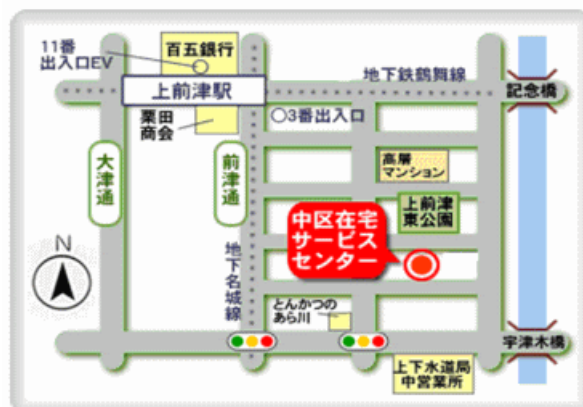 11番
出入口EV
百五銀行
上前津駅
地下鉄鶴舞線
記念橋
栗田
商会
○3番出入口
大津通
前津通
高層
マンション
上前津
東公園
中区在宅
サービス
センター
N
地下名城線
とんかつの
あら川
宇津木橋
上下水道局
中営業所